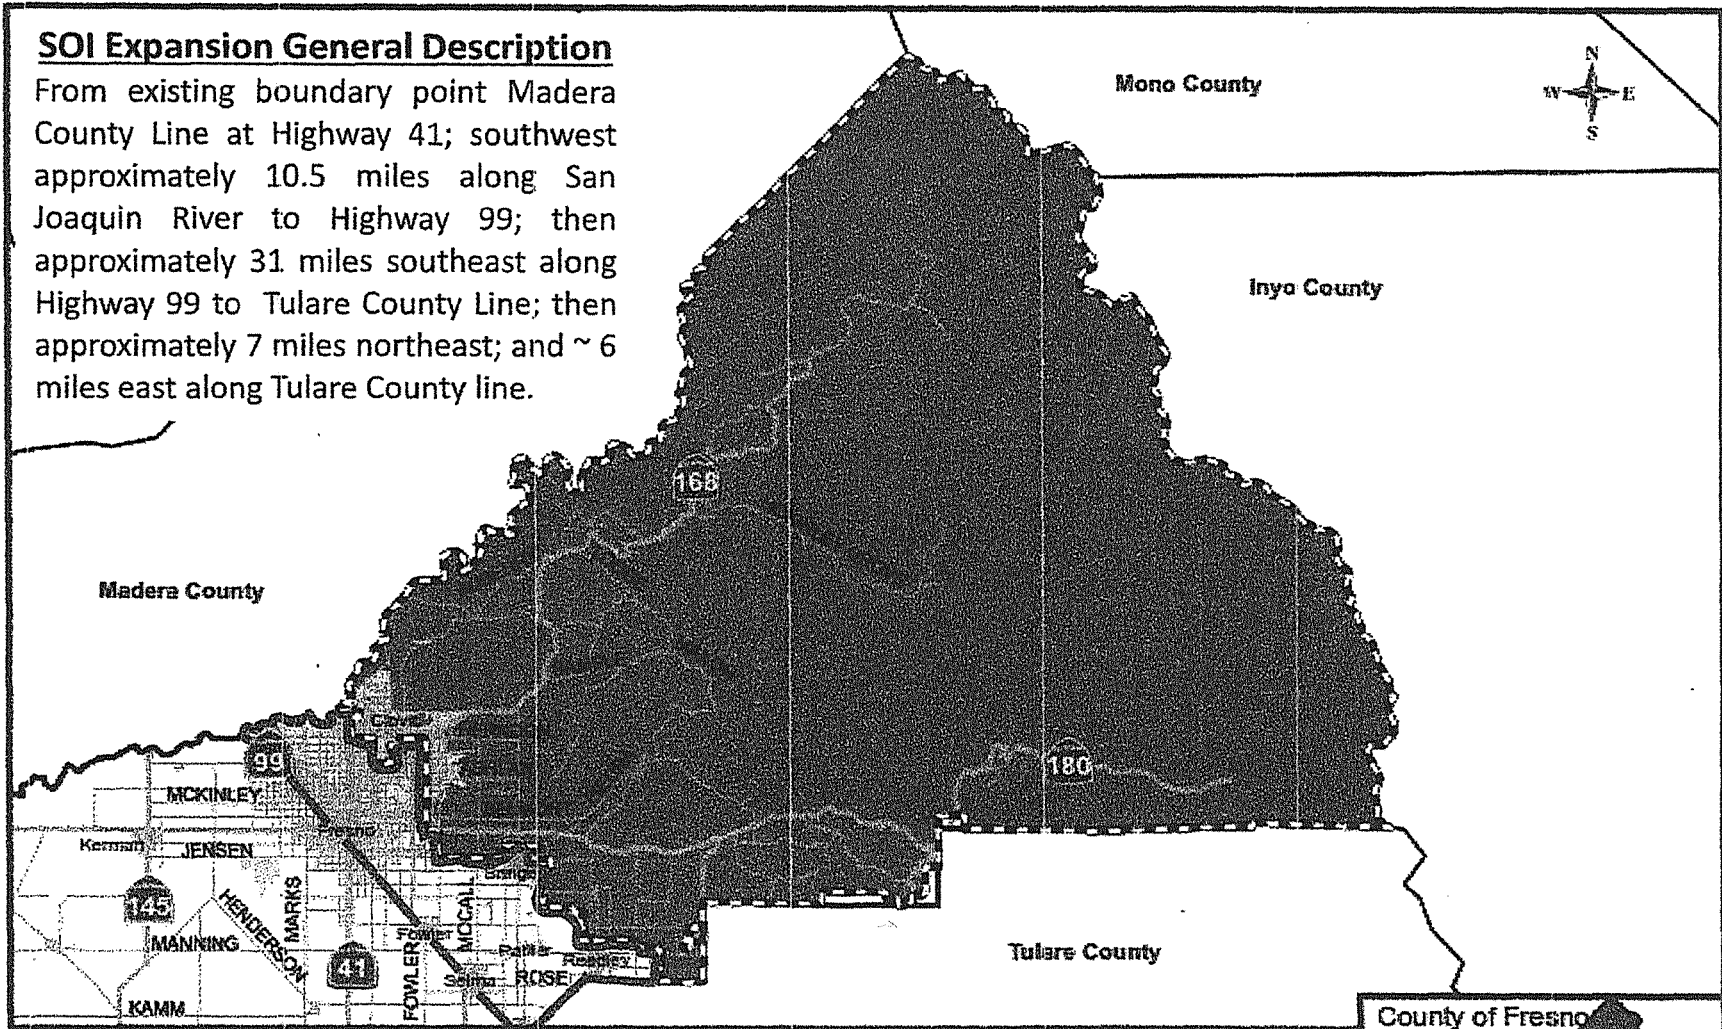 SOI Expansion General Description
From existing boundary point Madera
County Line at Highway 41; southwest
approximately 10.5 miles along San
Joaquin River to Highway 99; then
approximately 31 miles southeast along
Highway 99 to Tulare County Line; then
approximately 7 miles northeast; and ~ 6
miles east along Tulare County line.
Mono County
N
W E
S
Inyo County
168
Madera County
Clovis
99
180
MCKINLEY
Fresno
Kerman
JENSEN
145
HENDERSON
MARKS
MCCALL
MANNING
Fowler
41
FOWLER
Parlier
Reedley
Selma
ROSE
Tulare County
KAMM
County of Fresno